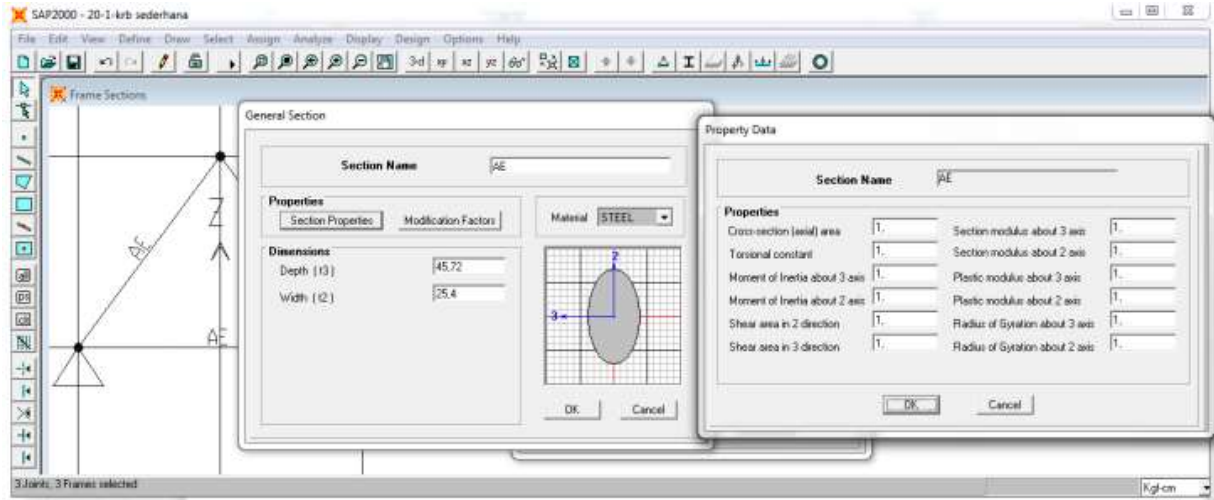 SAP2000 - 20-1-krb sederhana
File Edit View Define Draw Select Assign Analyze Display Design Options Help
3-d xy xz yz
Frame Sections
General Section
Section Name AE
Properties
Section Properties Modification Factors
Material STEEL
Dimensions
Depth ( t3 ) 45,72
Width ( t2 ) 25,4
2
3
OK Cancel
Property Data
Section Name AE
Properties
Cross-section (axial) area 1. Section modulus about 3 axis 1.
Torsional constant 1. Section modulus about 2 axis 1.
Moment of Inertia about 3 axis 1. Plastic modulus about 3 axis 1.
Moment of Inertia about 2 axis 1. Plastic modulus about 2 axis 1.
Shear area in 2 direction 1. Radius of Gyration about 3 axis 1.
Shear area in 3 direction 1. Radius of Gyration about 2 axis 1.
OK Cancel
Z
AE
AE
3 Joints, 3 Frames selected
Kgf-cm